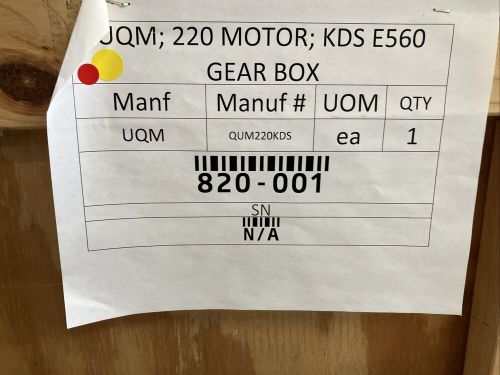 UQM; 220 MOTOR; KDS E560
GEAR BOX
Manf Manuf # UOM QTY
UQM QUM220KDS ea 1
820-001
SN
N/A